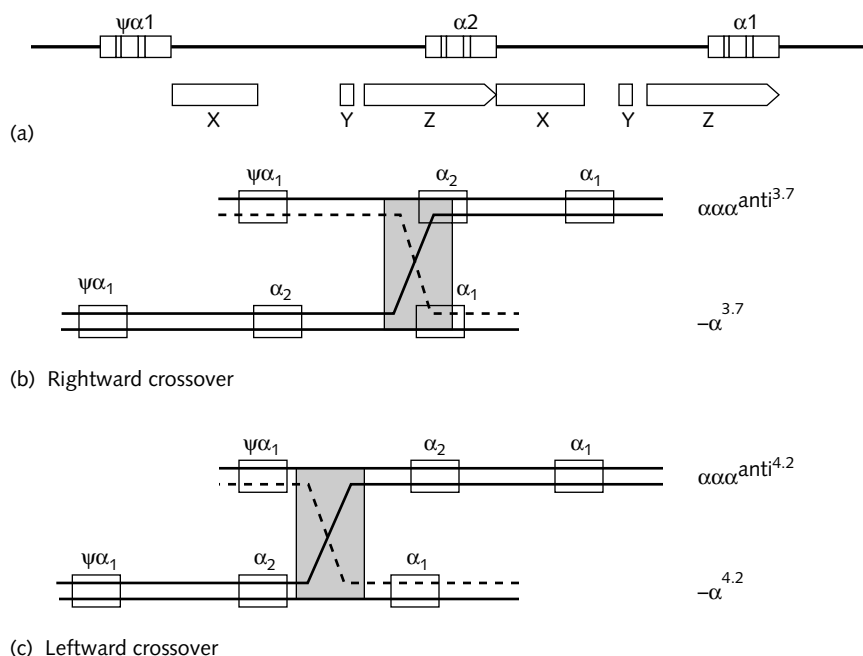 ψα1 α2 α1
X Y Z X Y Z
(a)
ψα₁ α₂ α₁
αααanti3.7
ψα₁ α₂ α₁
–α3.7
(b) Rightward crossover
ψα₁ α₂ α₁
αααanti4.2
ψα₁ α₂ α₁
–α4.2
(c) Leftward crossover